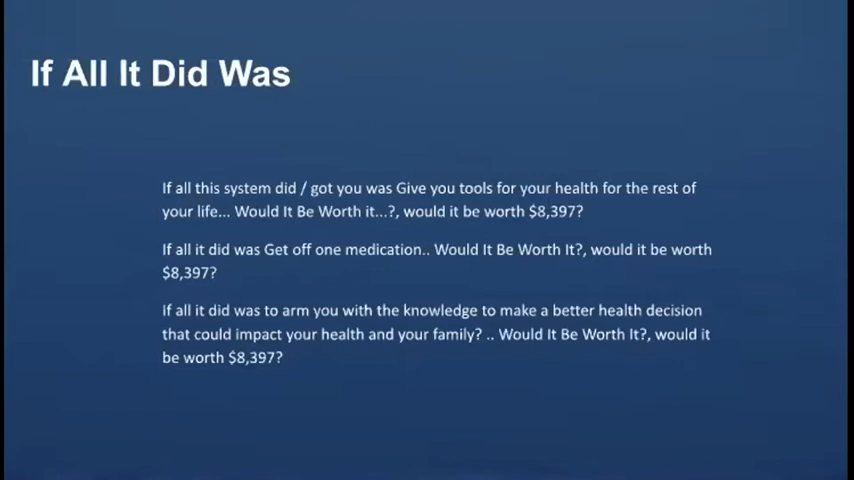 If All It Did Was
If all this system did / got you was Give you tools for your health for the rest of
your life... Would It Be Worth it...?, would it be worth $8,397?
If all it did was Get off one medication.. Would It Be Worth It?, would it be worth
$8,397?
If all it did was to arm you with the knowledge to make a better health decision
that could impact your health and your family? .. Would It Be Worth It?, would it
be worth $8,397?